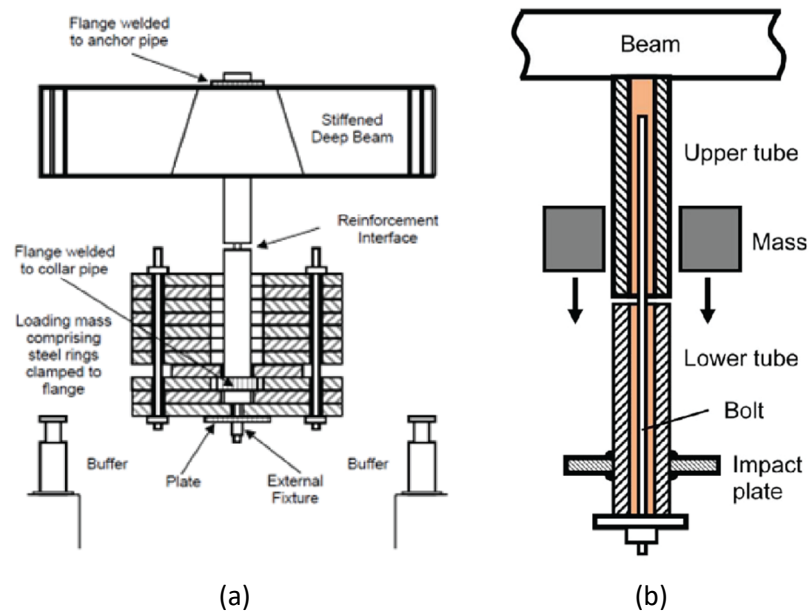 Flange welded
to anchor pipe
Stiffened
Deep Beam
Reinforcement
Interface
Flange welded
to collar pipe
Loading mass
comprising
steel rings
clamped to
flange
Buffer
Plate
External
Fixture
Buffer
(a)
Beam
Upper tube
Mass
Lower tube
Bolt
Impact
plate
(b)